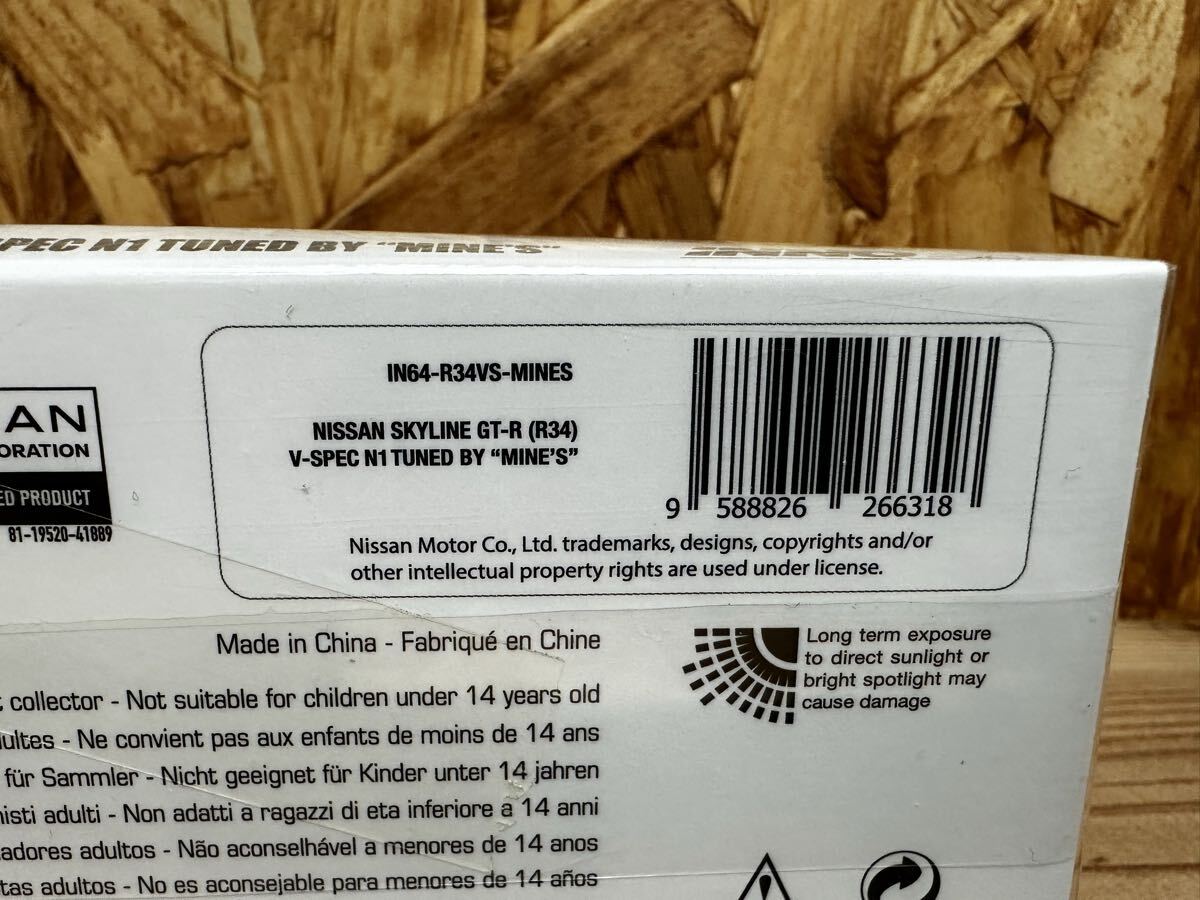 SPEC N1 TUNED BY "MINE'S" INNO
IN64-R34VS-MINES
NISSAN SKYLINE GT-R (R34)
V-SPEC N1 TUNED BY “MINE’S”
9 588826 266318
Nissan Motor Co., Ltd. trademarks, designs, copyrights and/or
other intellectual property rights are used under license.
AN
ORATION
ED PRODUCT
81-19520-41889
Made in China - Fabriqué en Chine
t collector - Not suitable for children under 14 years old
ultes - Ne convient pas aux enfants de moins de 14 ans
für Sammler - Nicht geeignet für Kinder unter 14 jahren
nisti adulti - Non adatti a ragazzi di eta inferiore a 14 anni
adores adultos - Não aconselhável a menores de 14 anos
tas adultos - No es aconsejable para menores de 14 años
Long term exposure
to direct sunlight or
bright spotlight may
cause damage